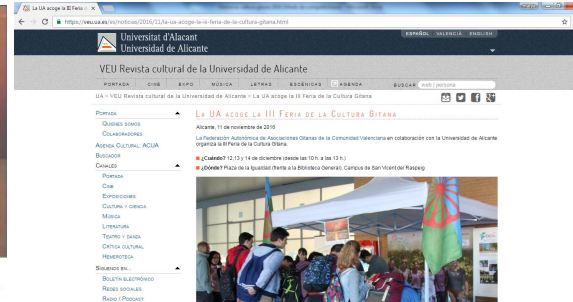 La UA acoge la III Feria de
https://veu.ua.es/es/noticias/2016/11/la-ua-acoge-la-iii-feria-de-la-cultura-gitana.html
Universitat d'Alacant
Universidad de Alicante
ESPAÑOL VALENCIÀ ENGLISH
VEU Revista cultural de la Universidad de Alicante
PORTADA CINE EXPO MÚSICA LETRAS ESCÉNICAS AGENDA
BUSCAR web | persona
UA > VEU Revista cultural de la Universidad de Alicante > La UA acoge la III Feria de la Cultura Gitana
PORTADA
QUIENES SOMOS
COLABORADORES
AGENDA CULTURAL: ACUA
BUSCADOR
CANALES
PORTADA
CINE
EXPOSICIONES
CULTURA Y CIENCIA
MÚSICA
LITERATURA
TEATRO Y DANZA
CRÍTICA CULTURAL
HEMEROTECA
SÍGUENOS EN...
BOLETÍN ELECTRÓNICO
REDES SOCIALES
RADIO / PODCAST
LA UA ACOGE LA III FERIA DE LA CULTURA GITANA
Alicante, 11 de noviembre de 2016
La Federación Autonómica de Asociaciones Gitanas de la Comunidad Valenciana en colaboración con la Universidad de Alicante
organiza la III Feria de la Cultura Gitana.
¿Cuándo? 12,13 y 14 de diciembre (desde las 10 h. a las 13 h.)
¿Dónde? Plaza de la Igualdad (frente a la Biblioteca General), Campus de San Vicent del Raspeig